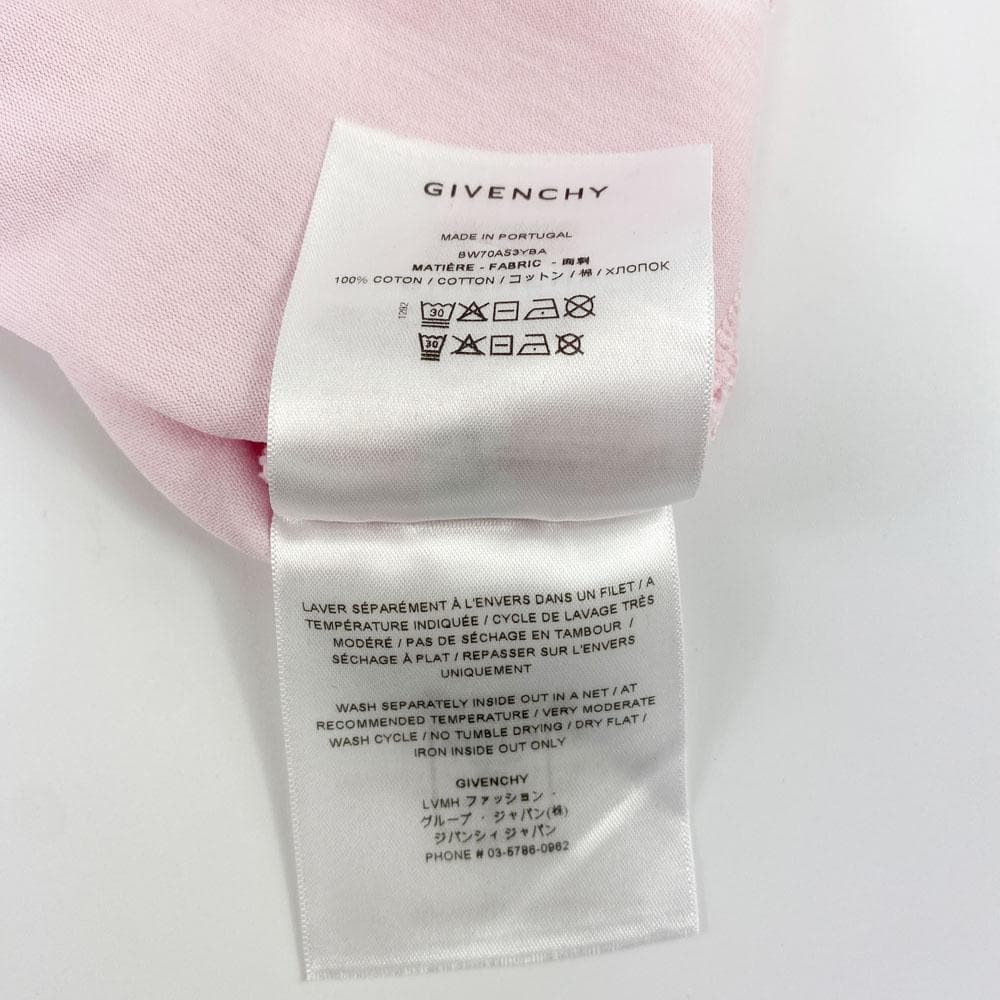 GIVENCHY
MADE IN PORTUGAL
BW70AS3YBA
MATIÈRE - FABRIC - 面料
100% COTON / COTTON / コットン / 棉 / ХЛОПОК
1292
30
30
LAVER SÉPARÉMENT À L'ENVERS DANS UN FILET / A
TEMPÉRATURE INDIQUÉE / CYCLE DE LAVAGE TRÈS
MODÉRÉ / PAS DE SÉCHAGE EN TAMBOUR /
SÉCHAGE À PLAT / REPASSER SUR L'ENVERS
UNIQUEMENT
WASH SEPARATELY INSIDE OUT IN A NET / AT
RECOMMENDED TEMPERATURE / VERY MODERATE
WASH CYCLE / NO TUMBLE DRYING / DRY FLAT /
IRON INSIDE OUT ONLY
GIVENCHY
LVMH ファッション・
グループ・ジャパン(株)
ジバンシィ ジャパン
PHONE # 03-5786-0962